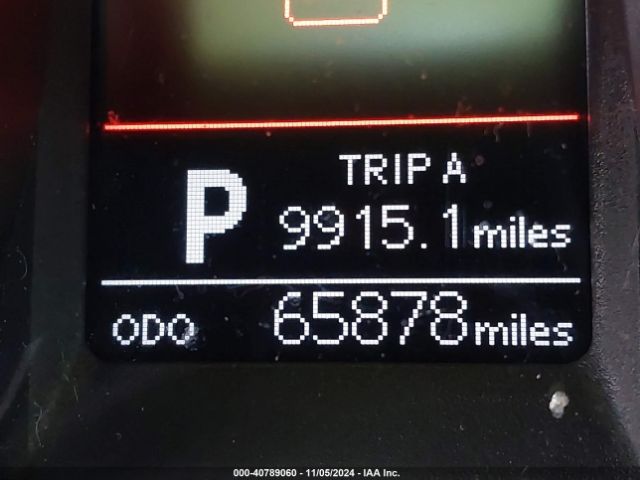 TRIP A
P 9915.1 miles
ODO 65878 miles
000-40789060 - 11/05/2024 - IAA Inc.